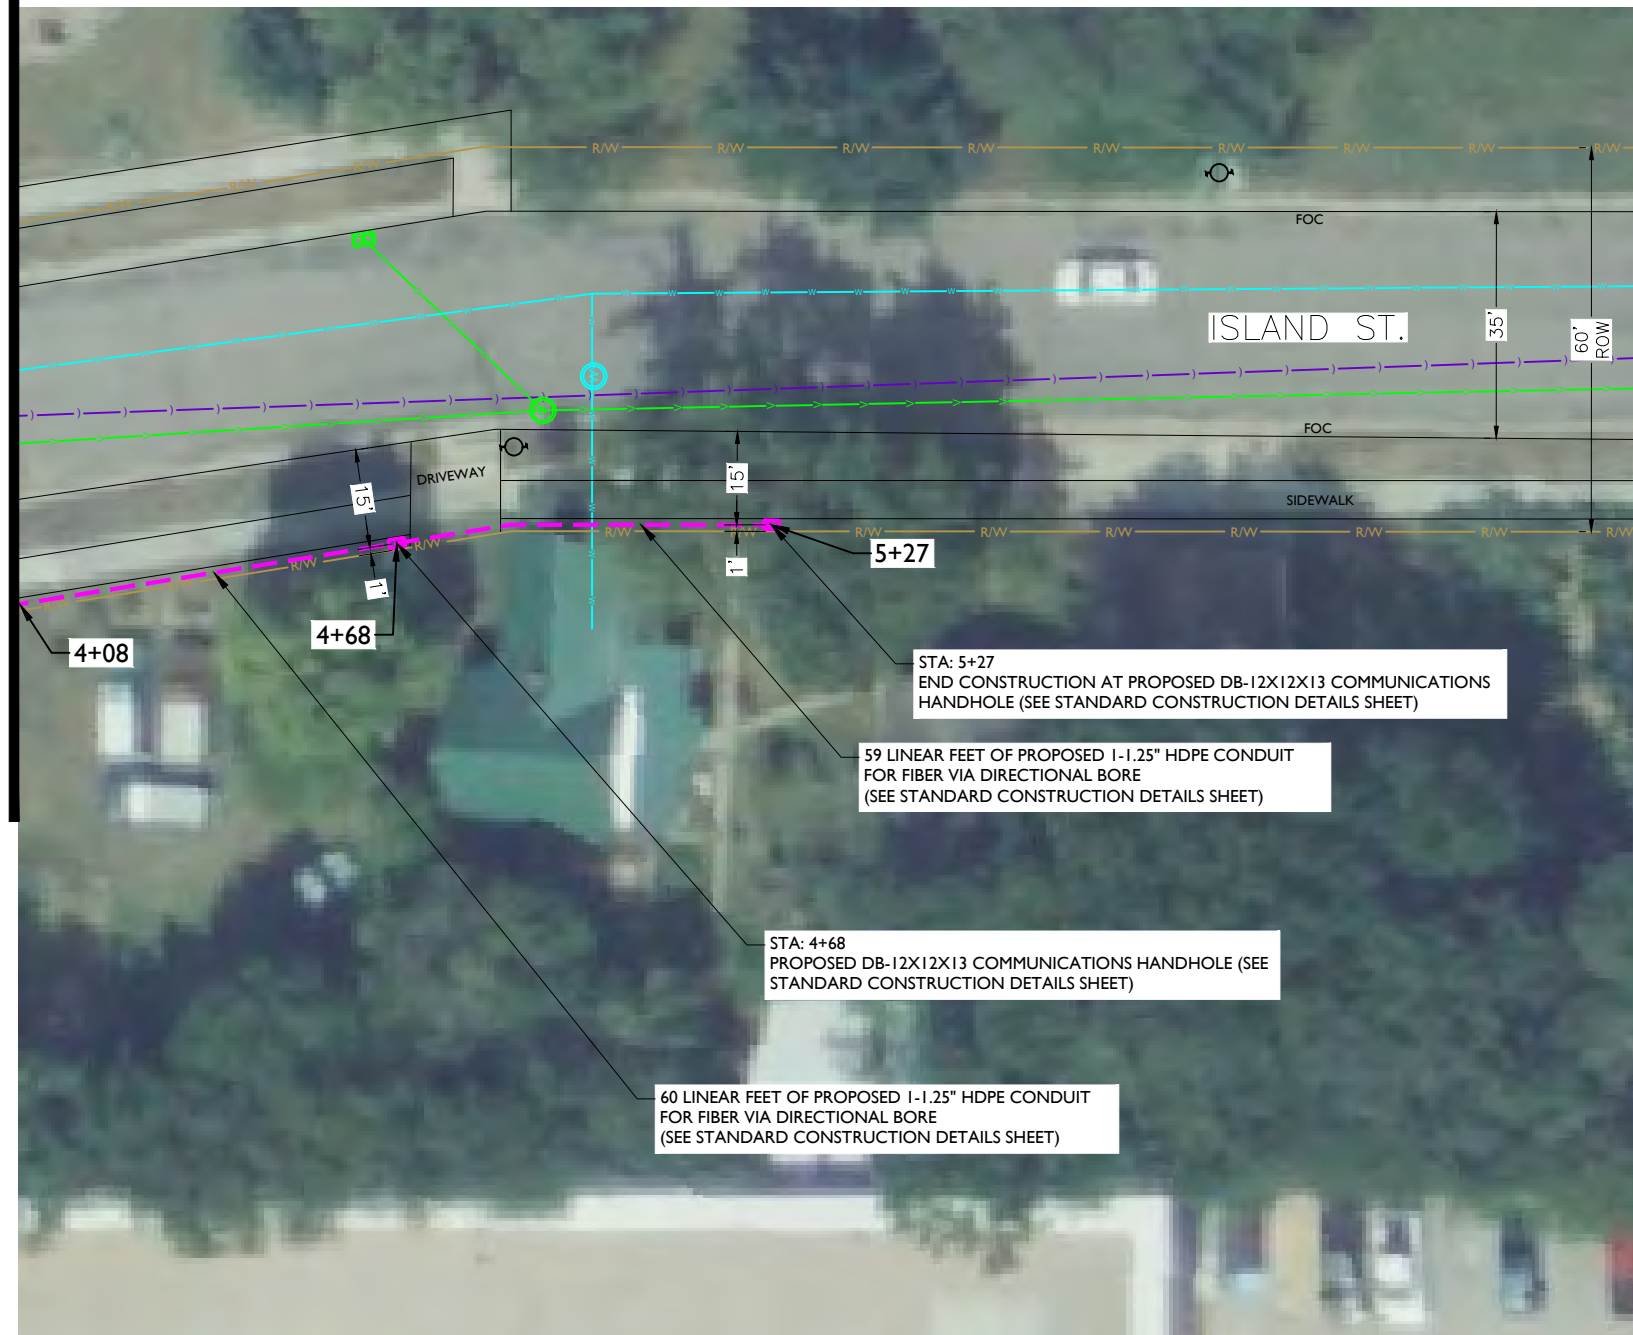 R/W R/W R/W R/W R/W R/W R/W R/W R/W
R/W R/W R/W
FOC
35'
60'
ROW
ISLAND ST.
FOC
DRIVEWAY
15'
15'
SIDEWALK
R/W R/W R/W R/W R/W R/W R/W R/W
R/W R/W R/W
1'
1'
5+27
4+68
4+08
STA: 5+27
END CONSTRUCTION AT PROPOSED DB-12X12X13 COMMUNICATIONS
HANDHOLE (SEE STANDARD CONSTRUCTION DETAILS SHEET)
59 LINEAR FEET OF PROPOSED 1-1.25" HDPE CONDUIT
FOR FIBER VIA DIRECTIONAL BORE
(SEE STANDARD CONSTRUCTION DETAILS SHEET)
STA: 4+68
PROPOSED DB-12X12X13 COMMUNICATIONS HANDHOLE (SEE
STANDARD CONSTRUCTION DETAILS SHEET)
60 LINEAR FEET OF PROPOSED 1-1.25" HDPE CONDUIT
FOR FIBER VIA DIRECTIONAL BORE
(SEE STANDARD CONSTRUCTION DETAILS SHEET)